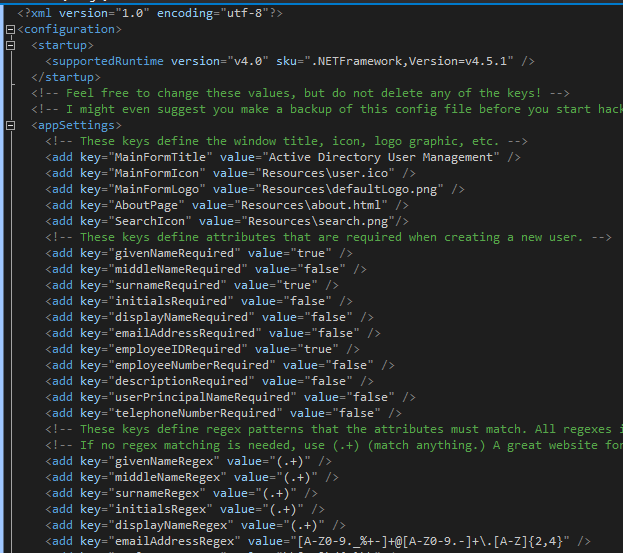 <?xml version="1.0" encoding="utf-8"?>
<configuration>
<startup>
<supportedRuntime version="v4.0" sku=".NETFramework,Version=v4.5.1" />
</startup>
<!-- Feel free to change these values, but do not delete any of the keys! -->
<!-- I might even suggest you make a backup of this config file before you start hack
<appSettings>
<!-- These keys define the window title, icon, logo graphic, etc. -->
<add key="MainFormTitle" value="Active Directory User Management" />
<add key="MainFormIcon" value="Resources\user.ico" />
<add key="MainFormLogo" value="Resources\defaultLogo.png" />
<add key="AboutPage" value="Resources\about.html" />
<add key="SearchIcon" value="Resources\search.png"/>
<!-- These keys define attributes that are required when creating a new user. -->
<add key="givenNameRequired" value="true" />
<add key="middleNameRequired" value="false" />
<add key="surnameRequired" value="true" />
<add key="initialsRequired" value="false" />
<add key="displayNameRequired" value="false" />
<add key="emailAddressRequired" value="false" />
<add key="employeeIDRequired" value="true" />
<add key="employeeNumberRequired" value="false" />
<add key="descriptionRequired" value="false" />
<add key="userPrincipalNameRequired" value="false" />
<add key="telephoneNumberRequired" value="false" />
<!-- These keys define regex patterns that the attributes must match. All regexes i
<!-- If no regex matching is needed, use (.+) (match anything.) A great website for
<add key="givenNameRegex" value="(.+)" />
<add key="middleNameRegex" value="(.+)" />
<add key="surnameRegex" value="(.+)" />
<add key="initialsRegex" value="(.+)" />
<add key="displayNameRegex" value="(.+)" />
<add key="emailAddressRegex" value="[A-Z0-9._%+-]+@[A-Z0-9.-]+\.[A-Z]{2,4}" />